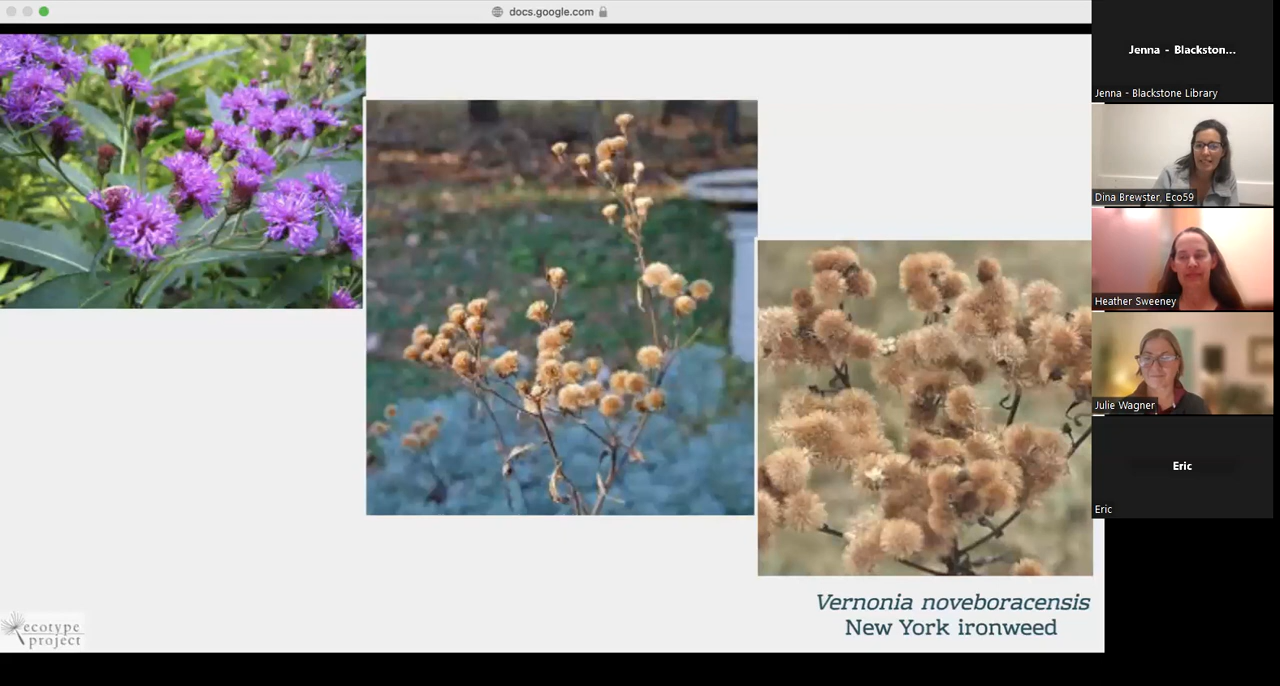 docs.google.com
Jenna - Blackston...
Jenna - Blackstone Library
Dina Brewster, Eco59
Heather Sweeney
Julie Wagner
Eric
Eric
Vernonia noveboracensis
New York ironweed
ecotype
project